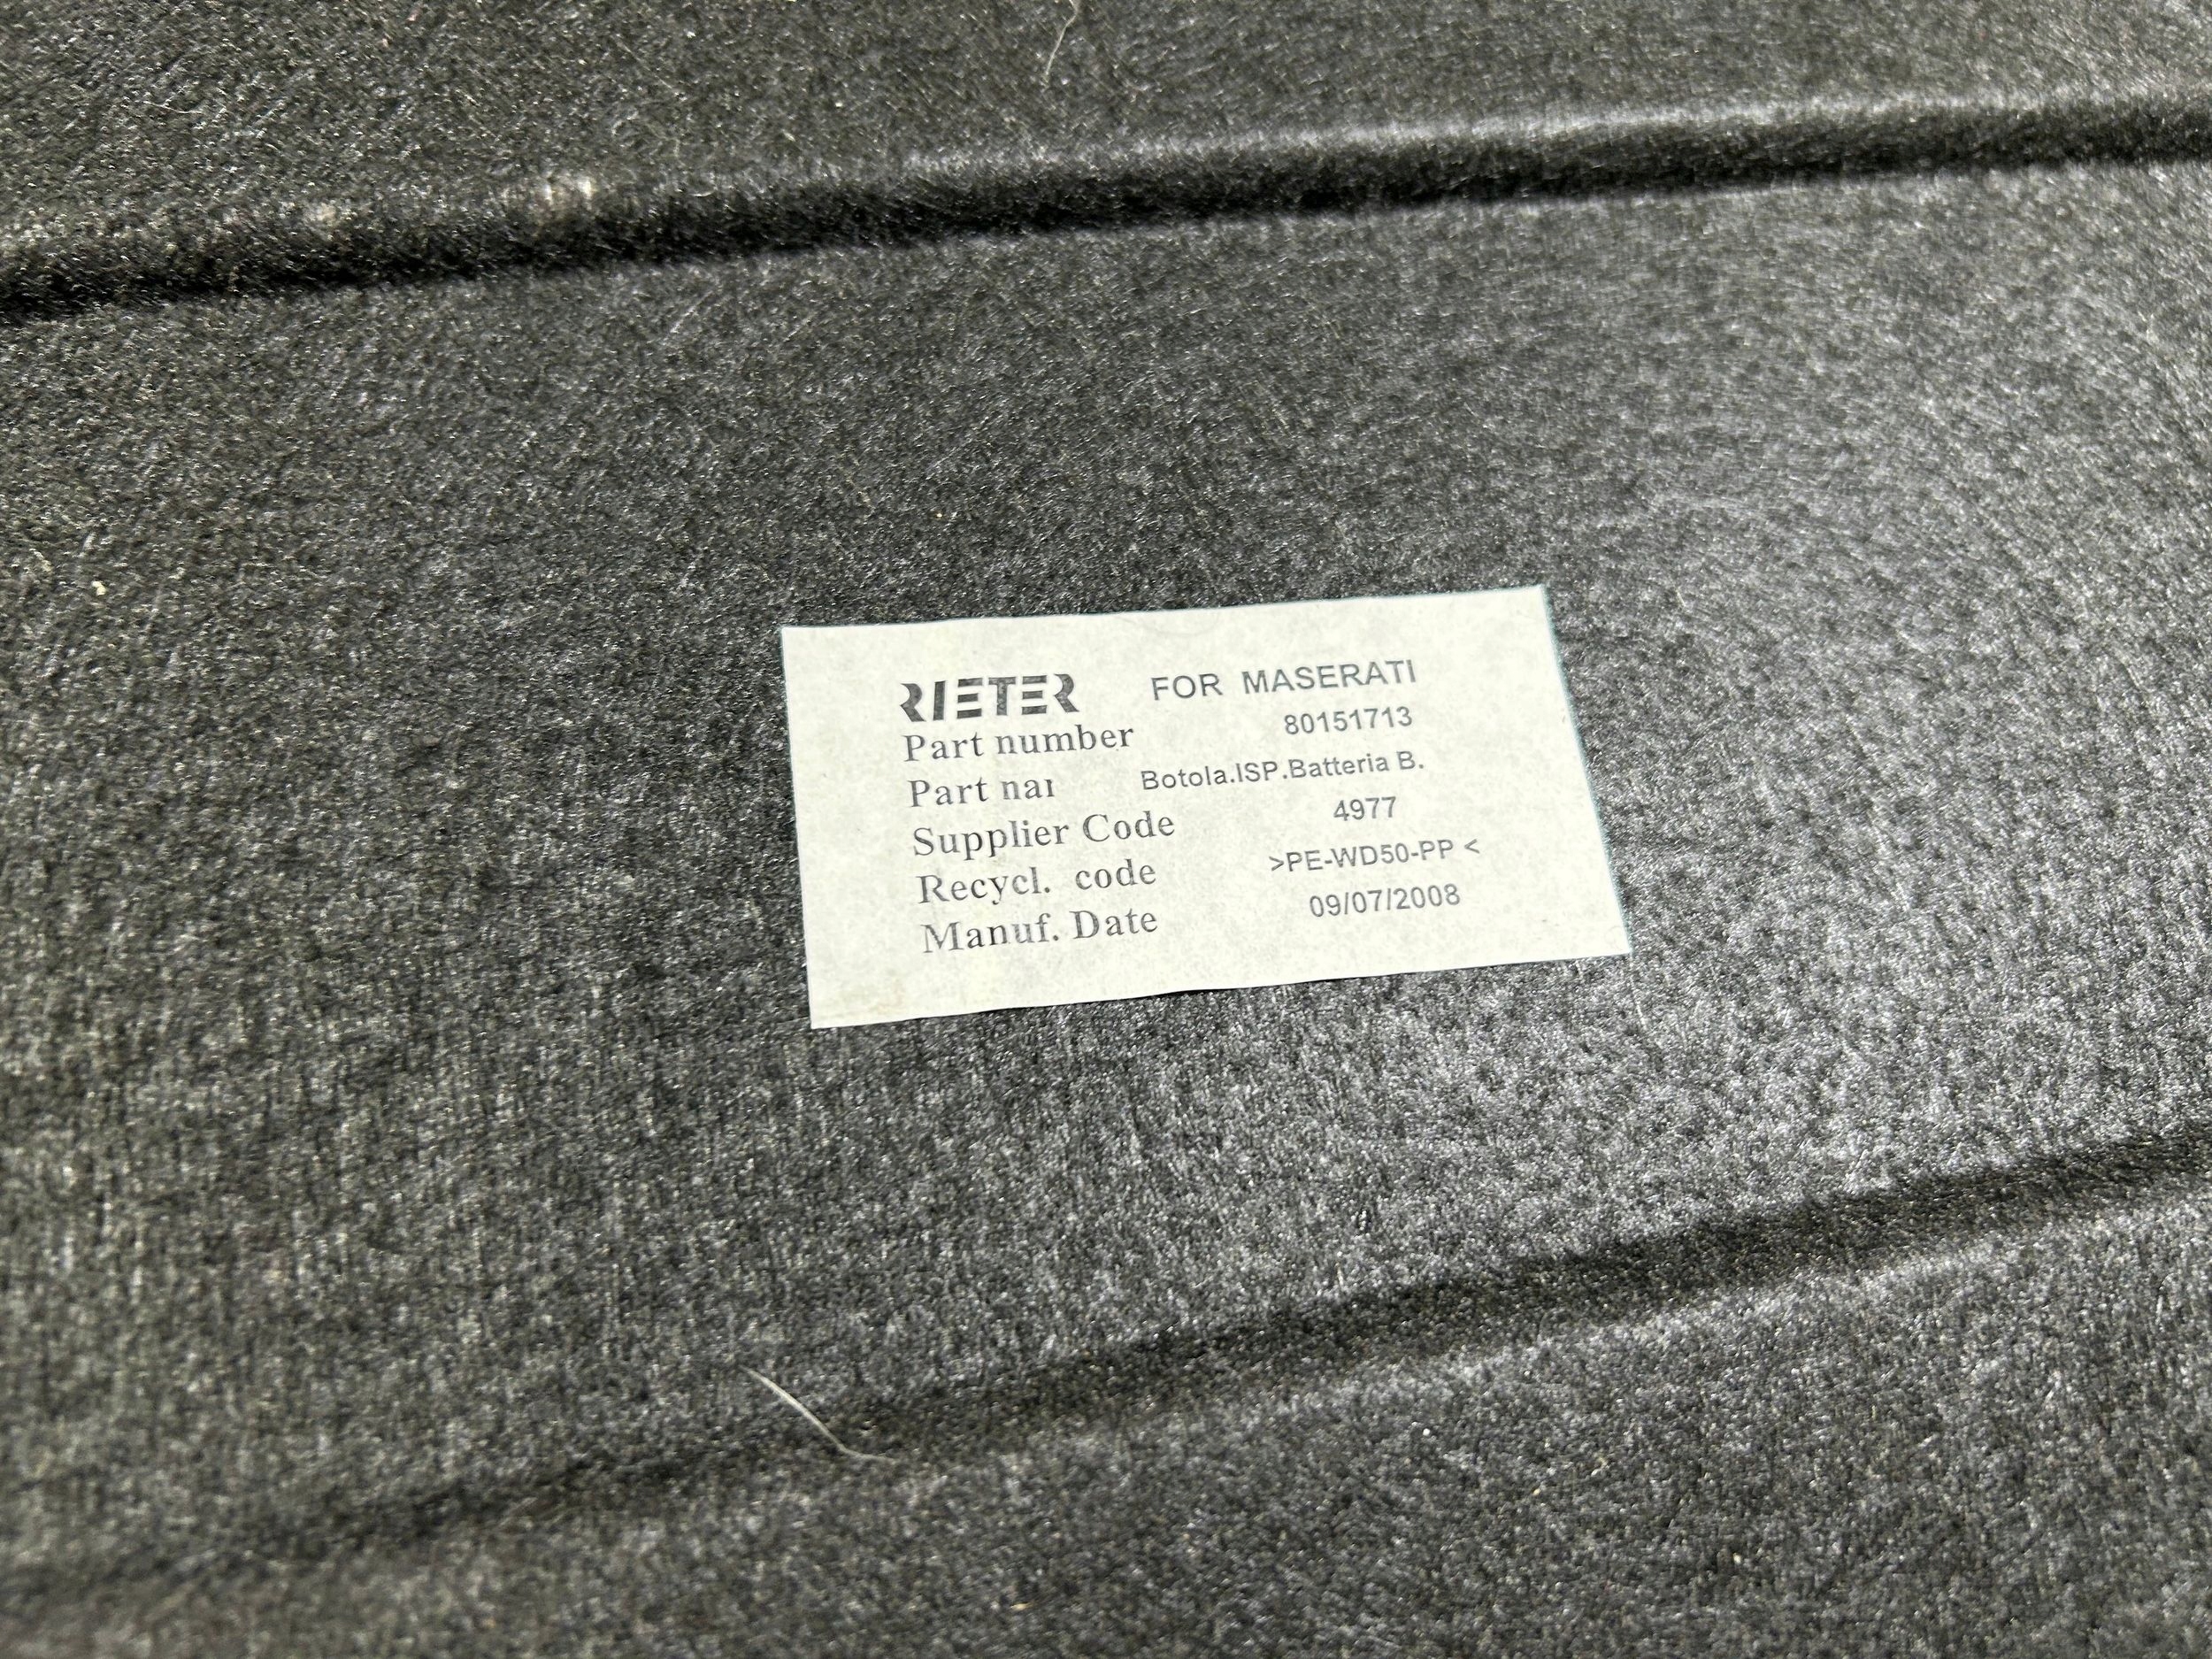 RIETER FOR MASERATI
Part number 80151713
Part nar Botola.ISP.Batteria B.
Supplier Code 4977
Recycl. code >PE-WD50-PP <
Manuf. Date 09/07/2008